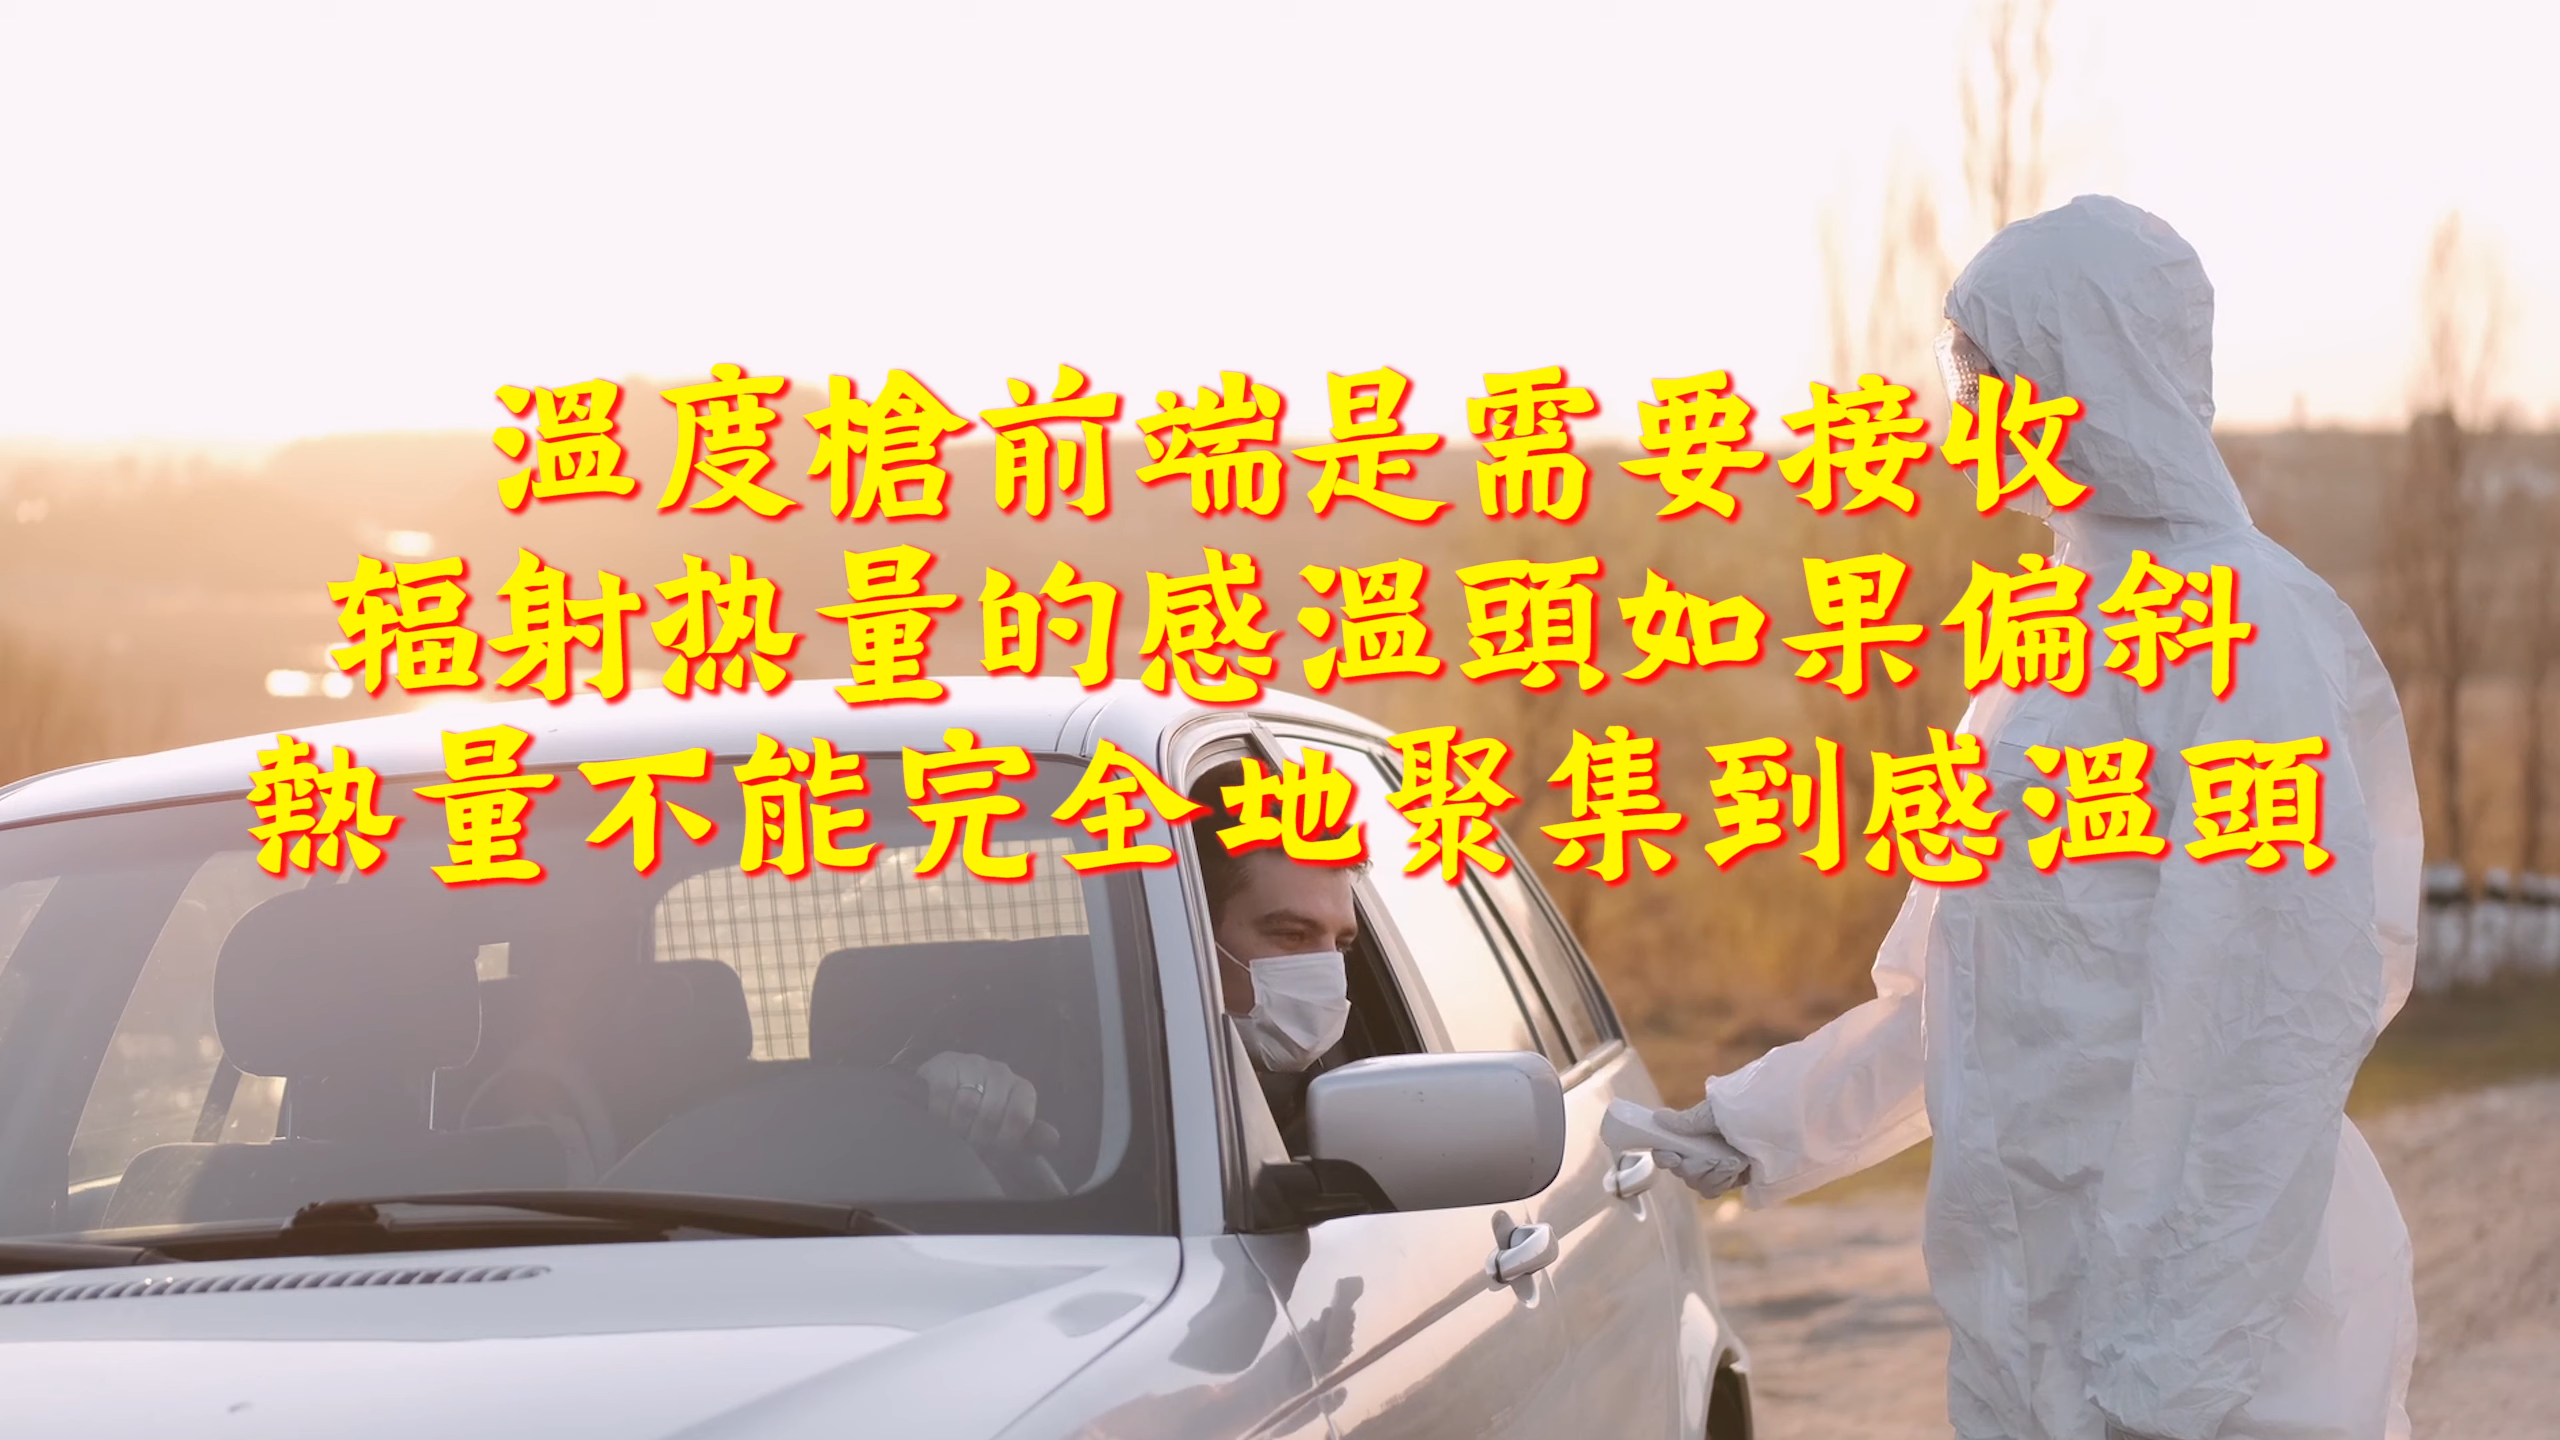 溫度槍前端是需要接收
辐射热量的感溫頭如果偏斜
熱量不能完全地聚集到感溫頭